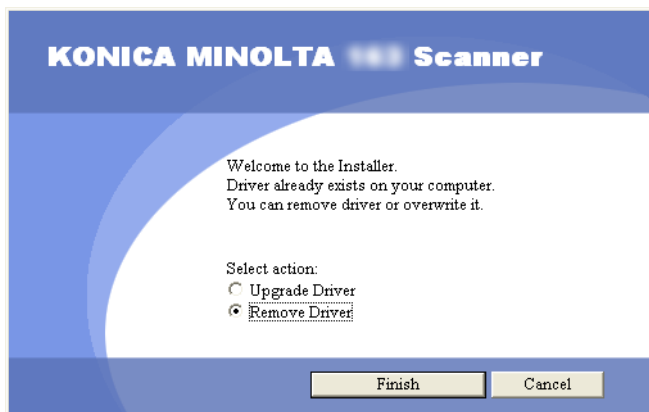 KONICA MINOLTA Scanner
Welcome to the Installer.
Driver already exists on your computer.
You can remove driver or overwrite it.
Select action:
Upgrade Driver
Remove Driver
Finish
Cancel